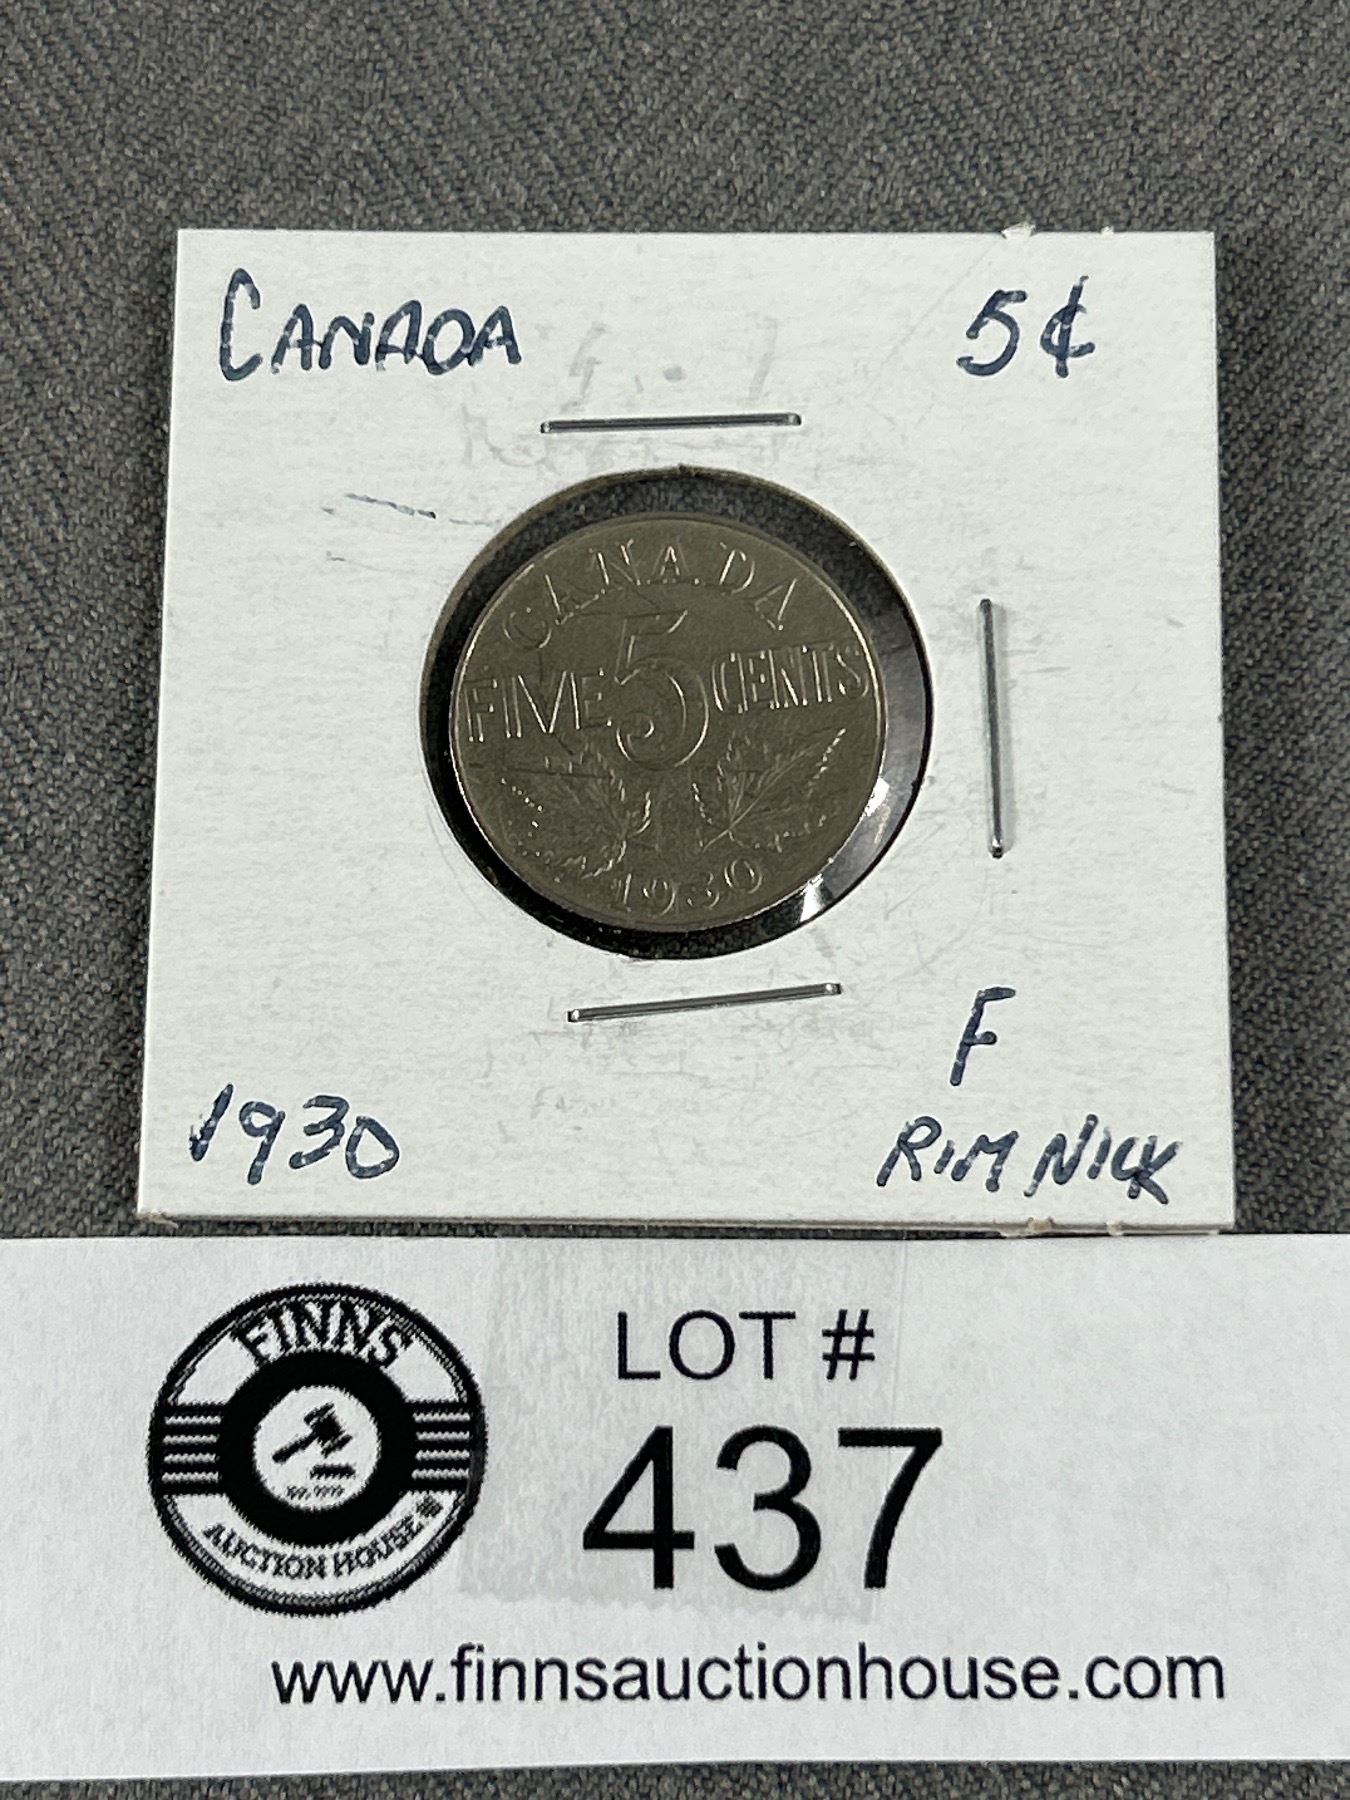 CANADA 5¢
CANADA
FIVE 5 CENTS
1930
F
1930 RIM NICK
FINNS
AUCTION HOUSE
LOT #
437
www.finnsauctionhouse.com